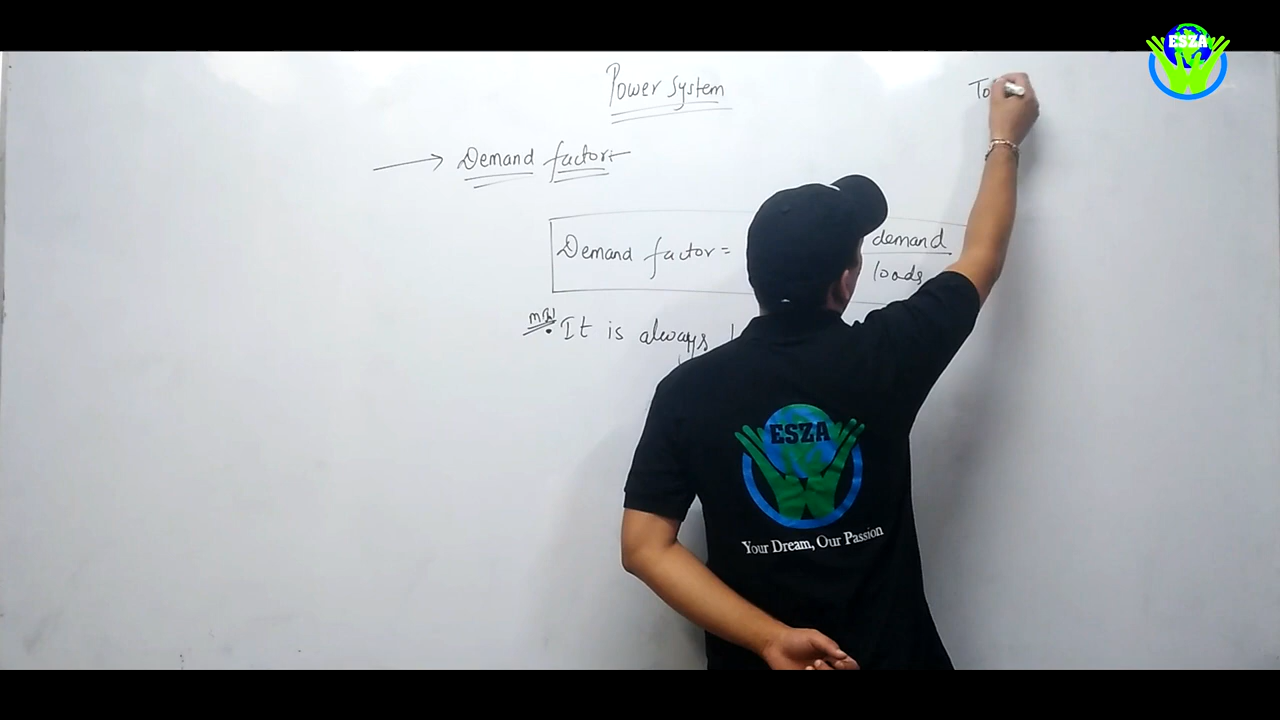 ESZA
Power System
To
Demand factor
Demand factor = demand
loads
It is always
ESZA
Your Dream, Our Passion